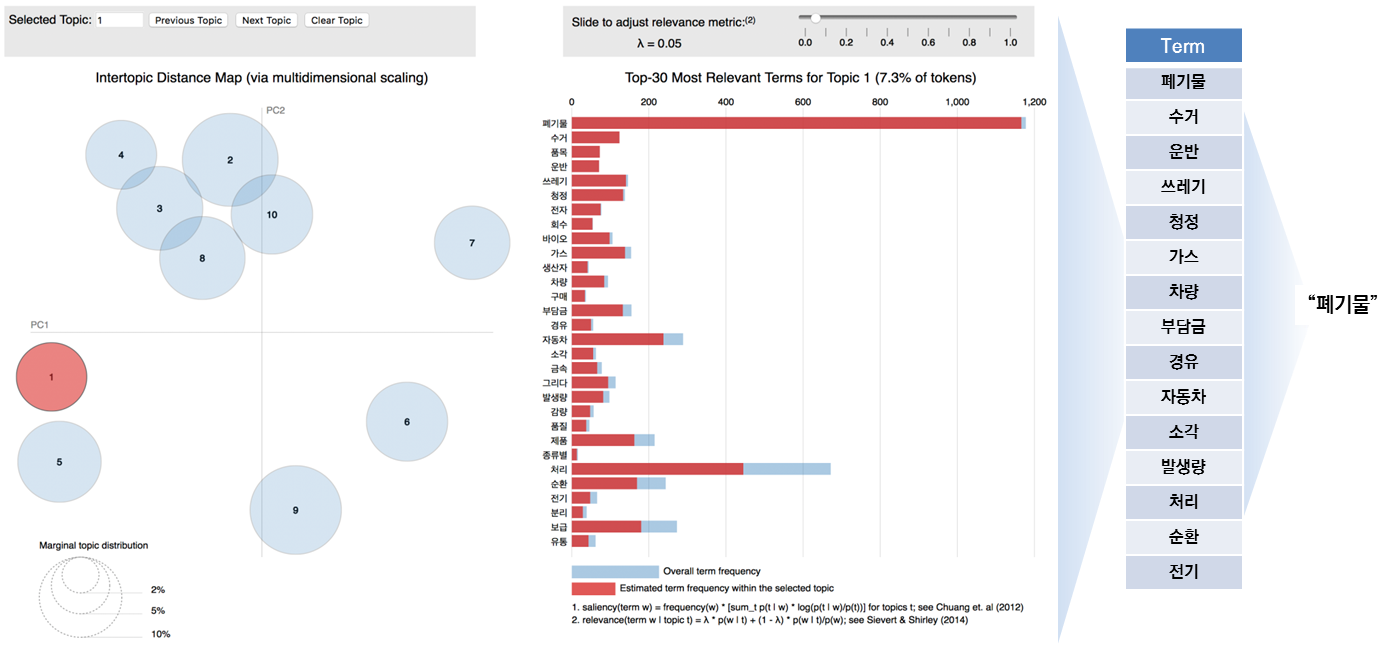 Selected Topic: 1 Previous Topic Next Topic Clear Topic
Slide to adjust relevance metric:(2)
λ = 0.05
0.0 0.2 0.4 0.6 0.8 1.0
Intertopic Distance Map (via multidimensional scaling)
PC2
PC1
4
2
3
10
8
7
1
5
6
9
Marginal topic distribution
2%
5%
10%
Top-30 Most Relevant Terms for Topic 1 (7.3% of tokens)
0 200 400 600 800 1,000 1,200
폐기물
수거
품목
운반
쓰레기
청정
전자
회수
바이오
가스
생산자
차량
구매
부담금
경유
자동차
소각
금속
그리다
발생량
감량
품질
제품
종류별
처리
순환
전기
분리
보급
유통
Overall term frequency
Estimated term frequency within the selected topic
1. saliency(term w) = frequency(w) * [sum_t p(t | w) * log(p(t | w)/p(t))] for topics t; see Chuang et. al (2012)
2. relevance(term w | topic t) = λ * p(w | t) + (1 - λ) * p(w | t)/p(w); see Sievert & Shirley (2014)
Term
폐기물
수거
운반
쓰레기
청정
가스
차량
부담금
경유
자동차
소각
발생량
처리
순환
전기
“폐기물”